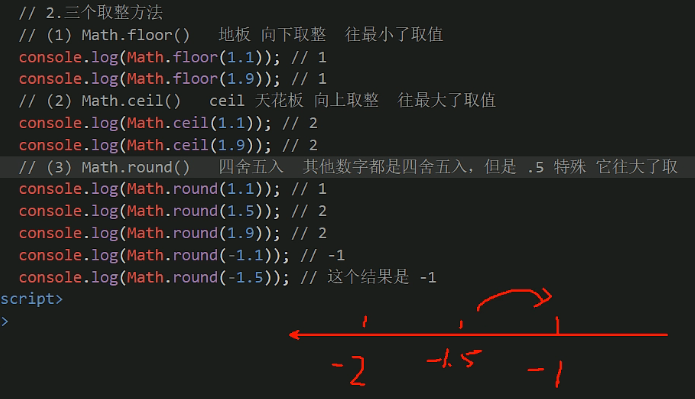 // 2.三个取整方法
// (1) Math.floor()   地板 向下取整  往最小了取值
console.log(Math.floor(1.1)); // 1
console.log(Math.floor(1.9)); // 1
// (2) Math.ceil()   ceil 天花板 向上取整  往最大了取值
console.log(Math.ceil(1.1)); // 2
console.log(Math.ceil(1.9)); // 2
// (3) Math.round()   四舍五入  其他数字都是四舍五入，但是 .5 特殊 它往大了取
console.log(Math.round(1.1)); // 1
console.log(Math.round(1.5)); // 2
console.log(Math.round(1.9)); // 2
console.log(Math.round(-1.1)); // -1
console.log(Math.round(-1.5)); // 这个结果是 -1
script>
>
-2 -1.5 -1